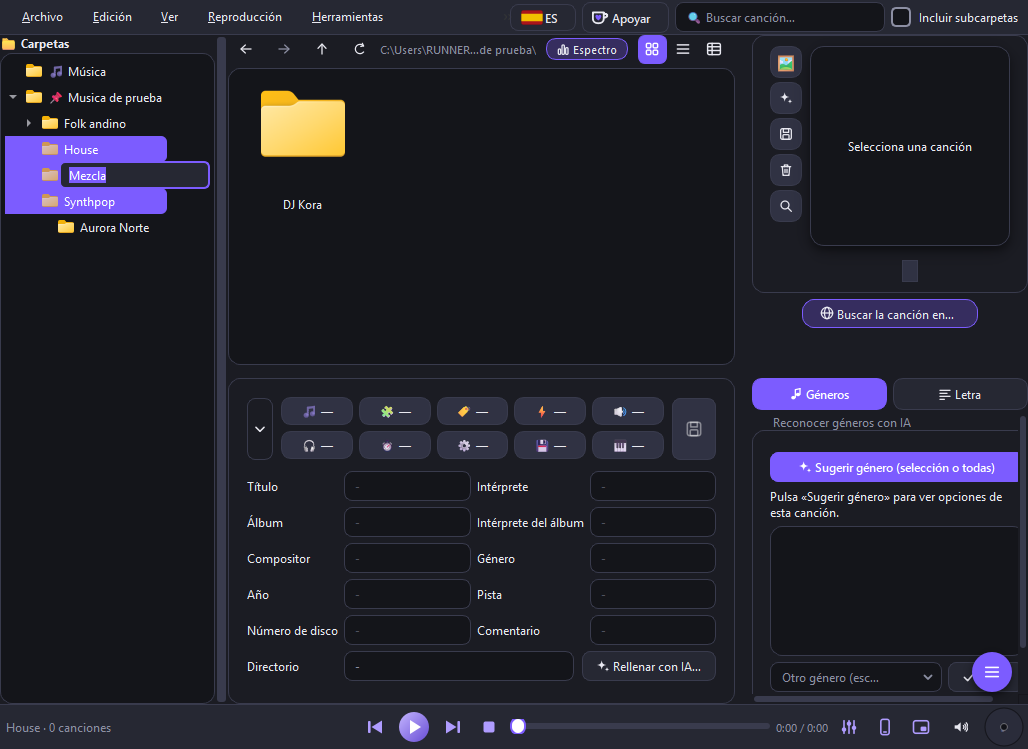 Archivo Edición Ver Reproducción Herramientas ES Apoyar Buscar canción... Incluir subcarpetas
Carpetas
C:\Users\RUNNER...de prueba\ Espectro
Música
Musica de prueba
Folk andino
House
Mezcla
Synthpop
Aurora Norte
DJ Kora
Selecciona una canción
Buscar la canción en...
— — — — —
— — — — —
Título - Intérprete -
Álbum - Intérprete del álbum -
Compositor - Género -
Año - Pista -
Número de disco - Comentario -
Directorio - Rellenar con IA...
Géneros Letra
Reconocer géneros con IA
Sugerir género (selección o todas)
Pulsa «Sugerir género» para ver opciones de
esta canción.
Otro género (esc...
House · 0 canciones
0:00 / 0:00